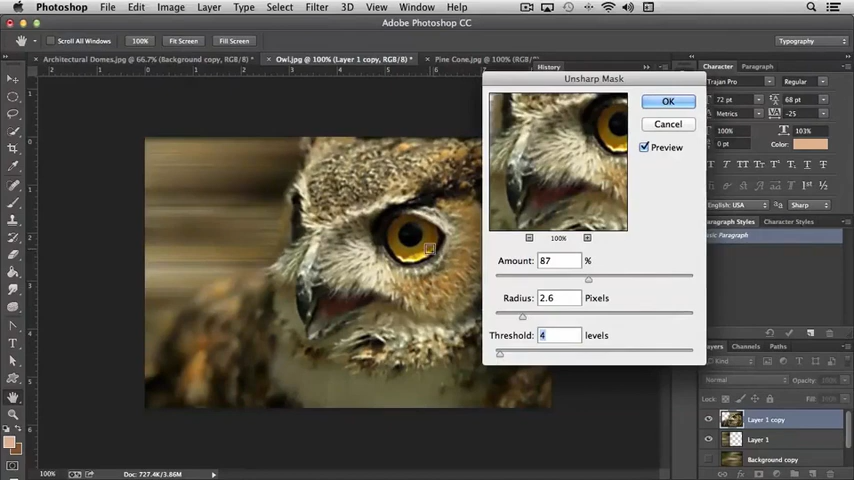 Photoshop File Edit Image Layer Type Select Filter 3D View Window Help
Adobe Photoshop CC
Scroll All Windows 100% Fit Screen Fill Screen Typography
Architectural Domes.jpg @ 66.7% (Background copy, RGB/8) * Owl.jpg @ 100% (Layer 1 copy, RGB/8) * Pine Cone.jpg @ 100% (RGB/8
History
Character Paragraph
Unsharp Mask
Trajan Pro Regular
OK
72 pt 68 pt
Cancel
Metrics -25
Preview
100% 103%
0 pt Color:
English: USA Sharp
Paragraph Styles Character Styles
100%
Amount: 87 %
Radius: 2.6 Pixels
Threshold: 4 levels
Layers Channels Paths
Kind
Normal Opacity:
Lock: Fill:
Layer 1 copy
Layer 1
Background copy
100% Doc: 727.4K/3.86M